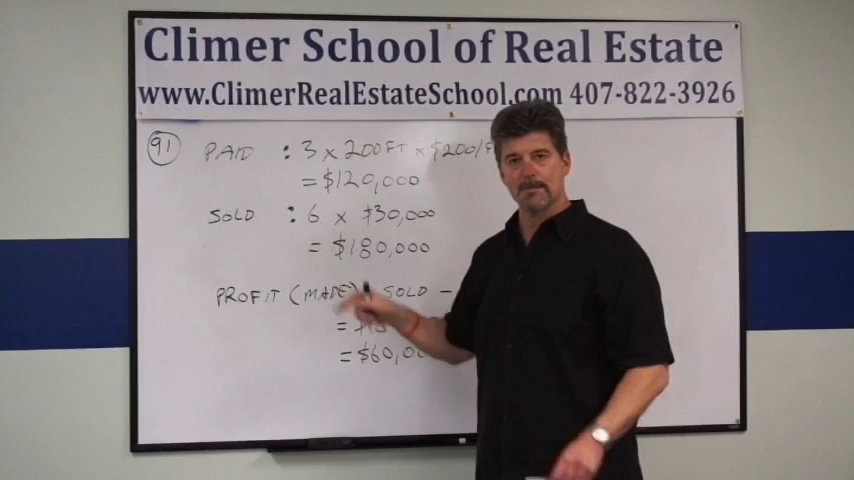 Climer School of Real Estate
www.ClimerRealEstateSchool.com 407-822-3926
91 PAID : 3 x 200FT x $200/F
= $120,000
SOLD : 6 x $30,000
= $180,000
PROFIT (MADE) SOLD -
=
= $60,00